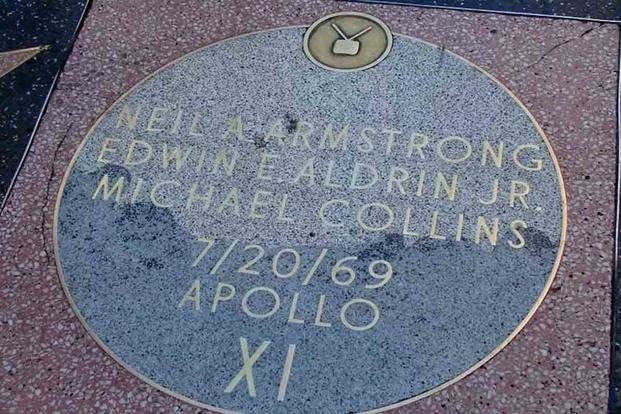 NEIL A. ARMSTRONG
EDWIN E. ALDRIN JR.
MICHAEL COLLINS
7/20/69
APOLLO
XI